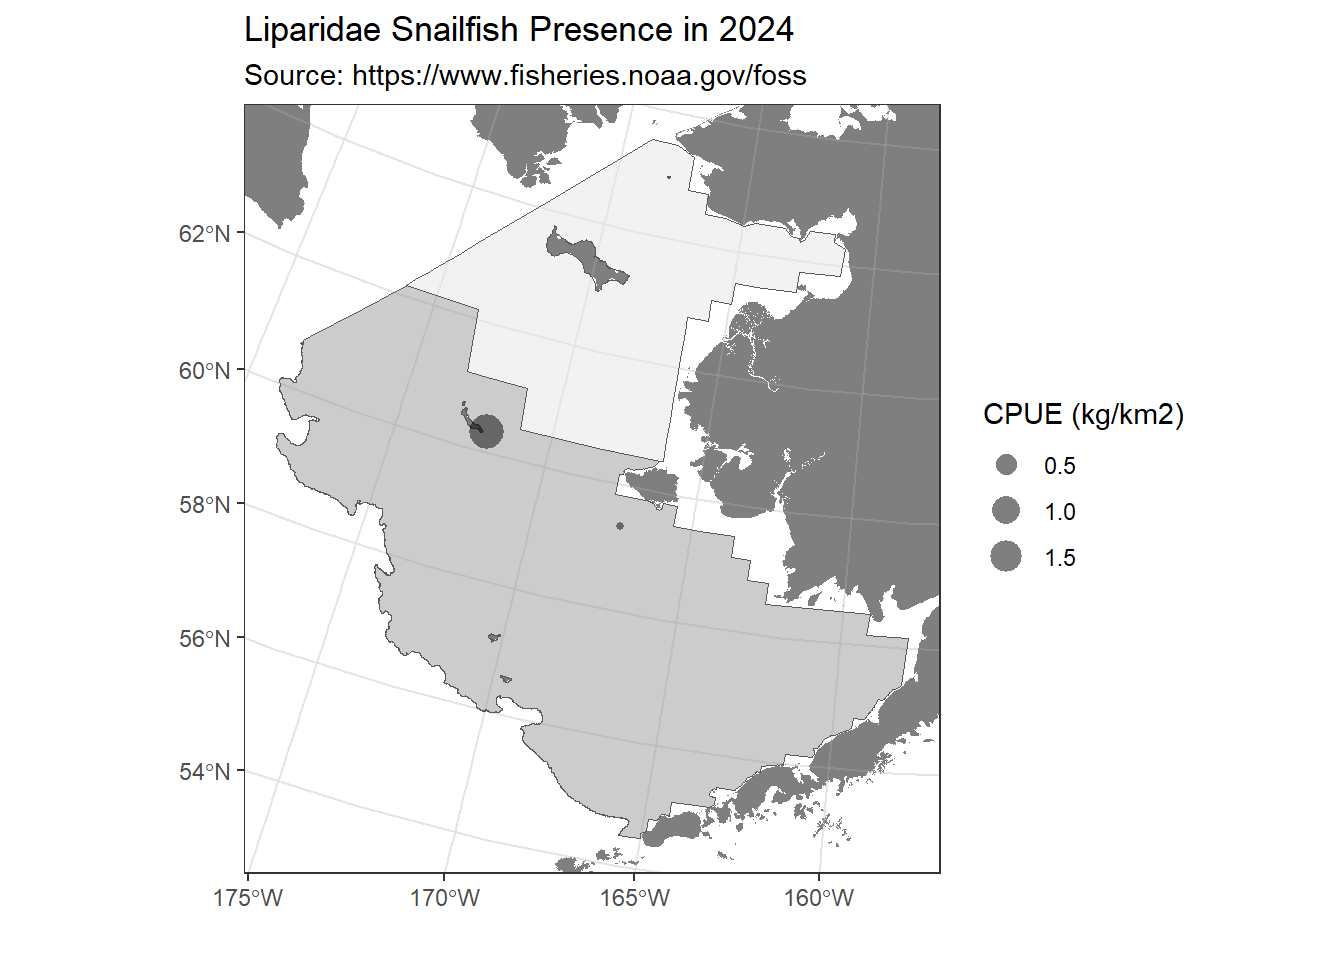 Liparidae Snailfish Presence in 2024
Source: https://www.fisheries.noaa.gov/foss
62°N
60°N
58°N
56°N
54°N
175°W
170°W
165°W
160°W
CPUE (kg/km2)
0.5
1.0
1.5